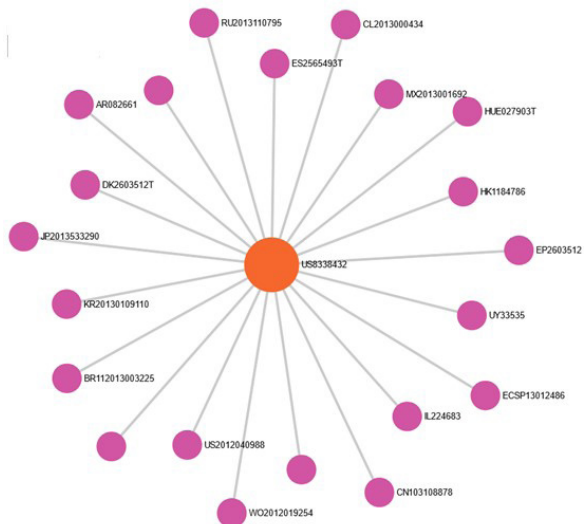 RU2013110795
CL2013000434
ES2565493T
MX2013001692
AR082661
HUE027903T
DK2603512T
HK1184786
JP2013533290
EP2603512
US8338432
KR20130109110
UY33535
BR112013003225
ECSP13012486
IL224683
US2012040988
CN103108878
WO2012019254